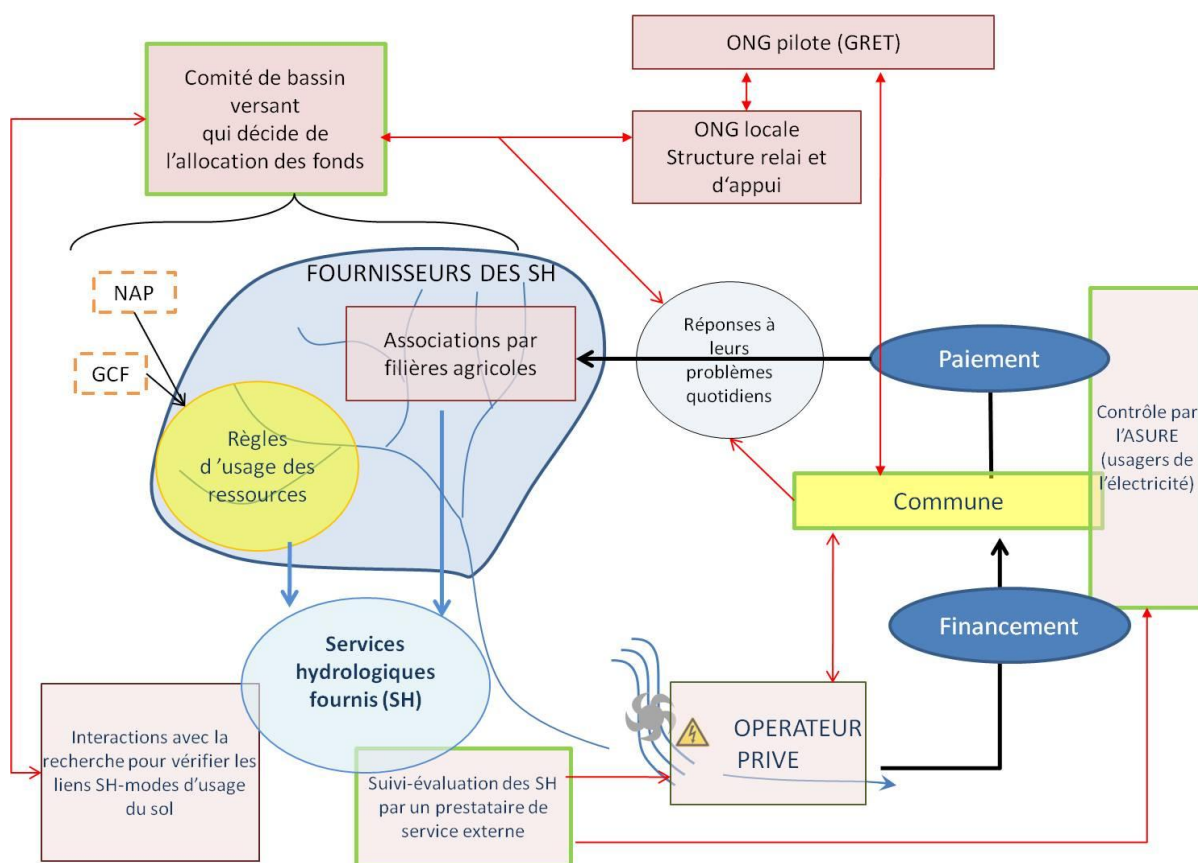 ONG pilote (GRET)
Comité de bassin
versant
qui décide de
l'allocation des fonds
ONG locale
Structure relai et
d'appui
FOURNISSEURS DES SH
NAP
GCF
Associations par
filières agricoles
Réponses à
leurs
problèmes
quotidiens
Paiement
Contrôle par
l'ASURE
(usagers de
l'électricité)
Règles
d 'usage des
ressources
Commune
Services
hydrologiques
fournis (SH)
Financement
Interactions avec la
recherche pour vérifier les
liens SH-modes d'usage
du sol
Suivi-évaluation des SH
par un prestataire de
service externe
OPERATEUR
PRIVE